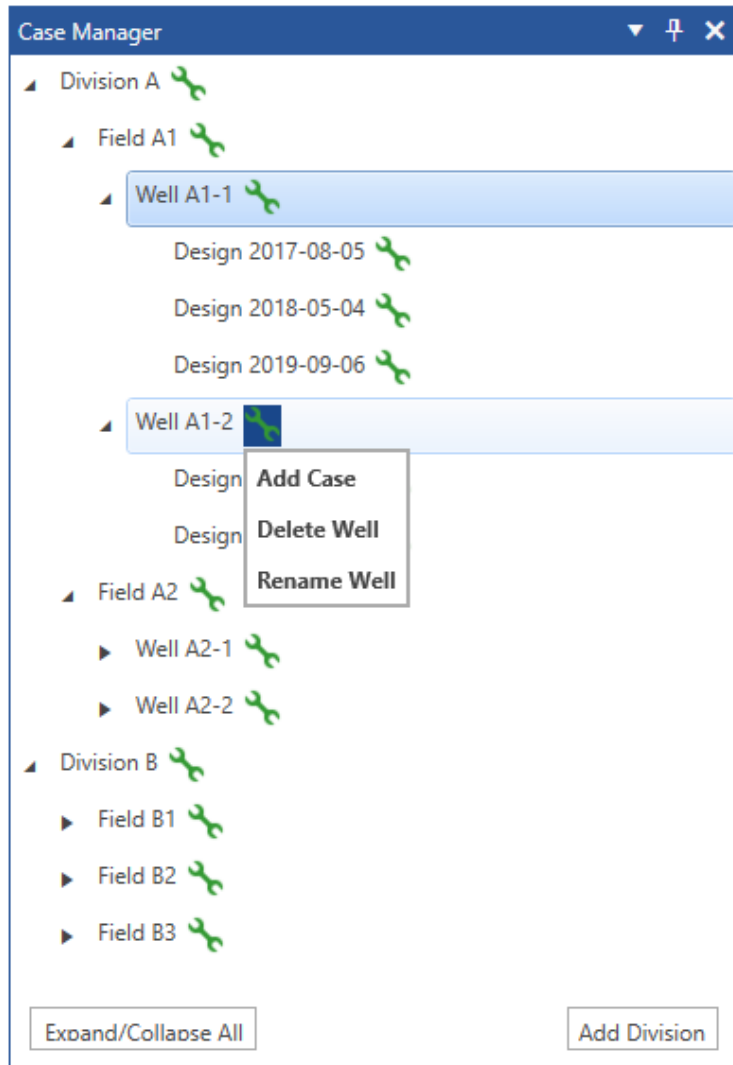 Case Manager
Division A
Field A1
Well A1-1
Design 2017-08-05
Design 2018-05-04
Design 2019-09-06
Well A1-2
Design
Add Case
Design
Delete Well
Rename Well
Field A2
Well A2-1
Well A2-2
Division B
Field B1
Field B2
Field B3
Expand/Collapse All
Add Division